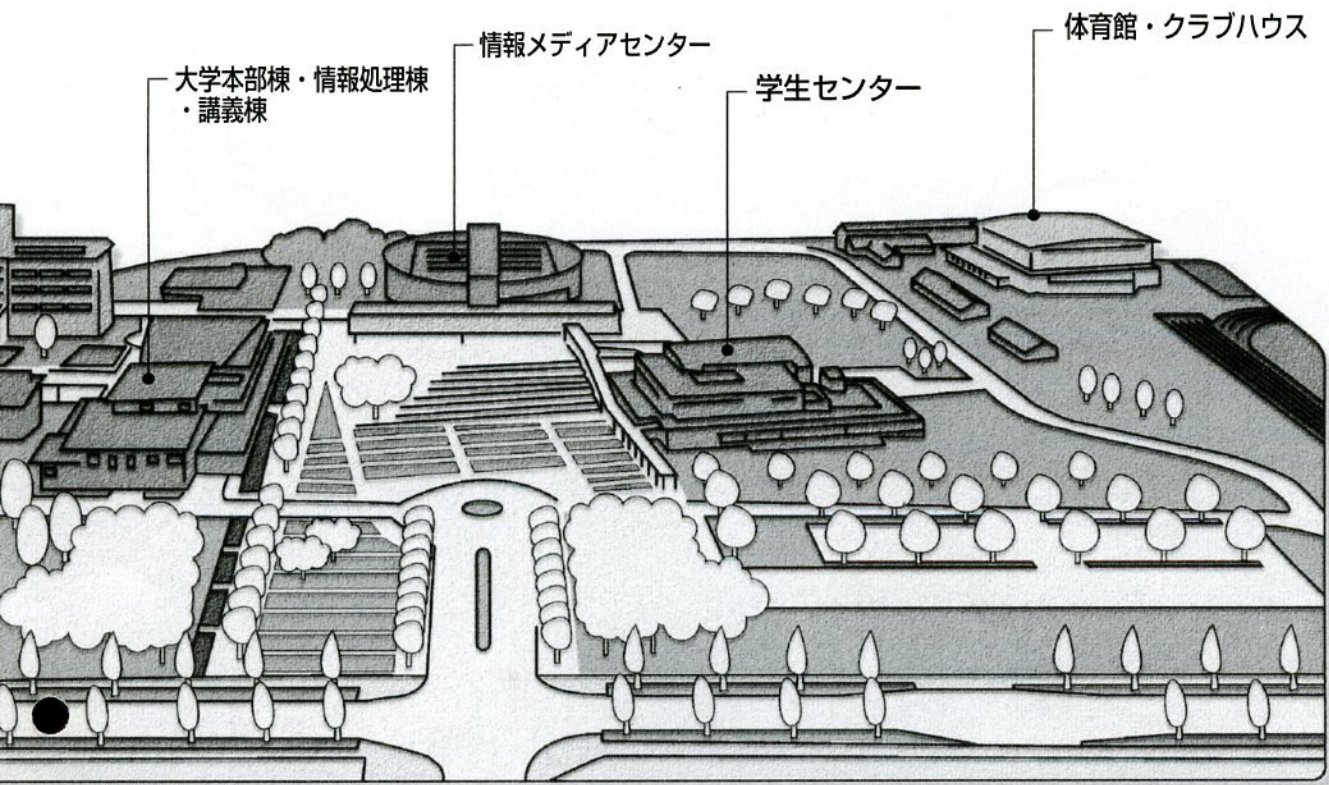 体育館・クラブハウス
情報メディアセンター
大学本部棟・情報処理棟
・講義棟
学生センター